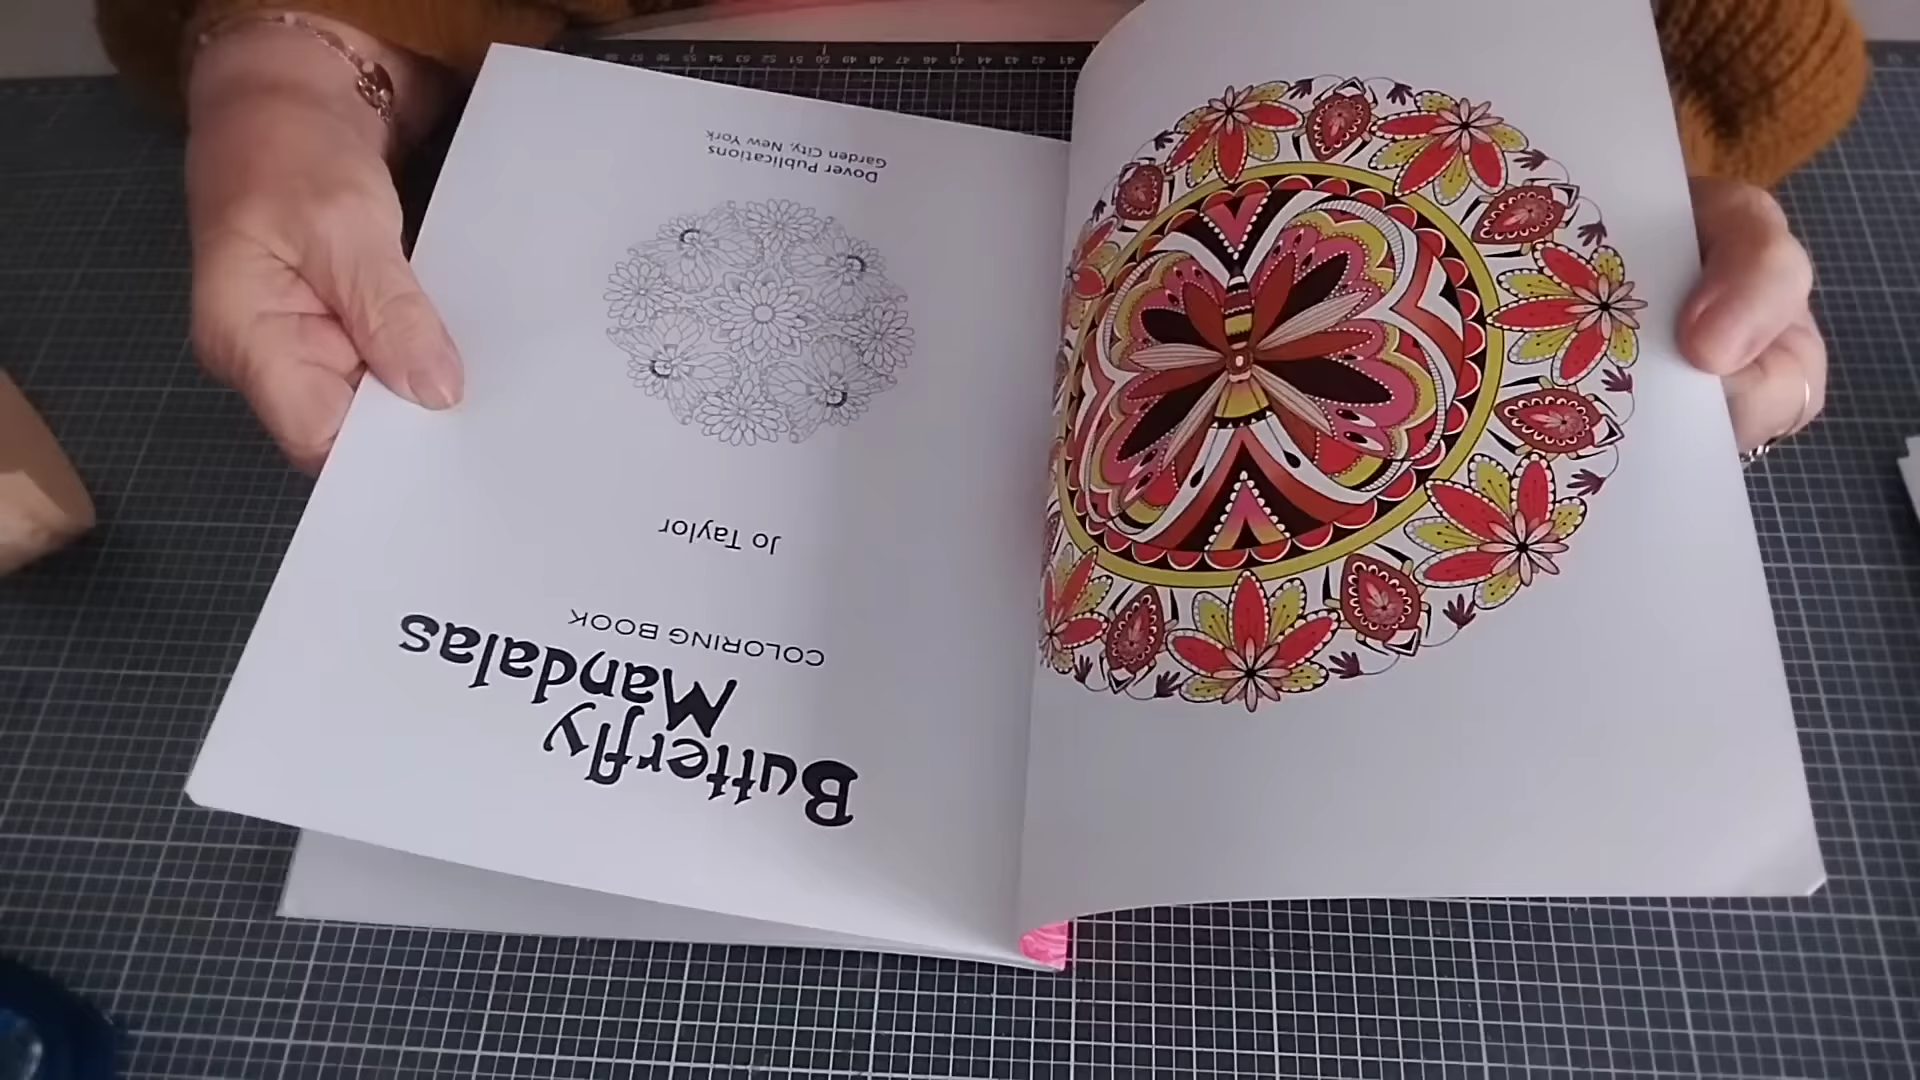 Butterfly
Mandalas
COLORING BOOK
Jo Taylor
Dover Publications
Garden City, New York